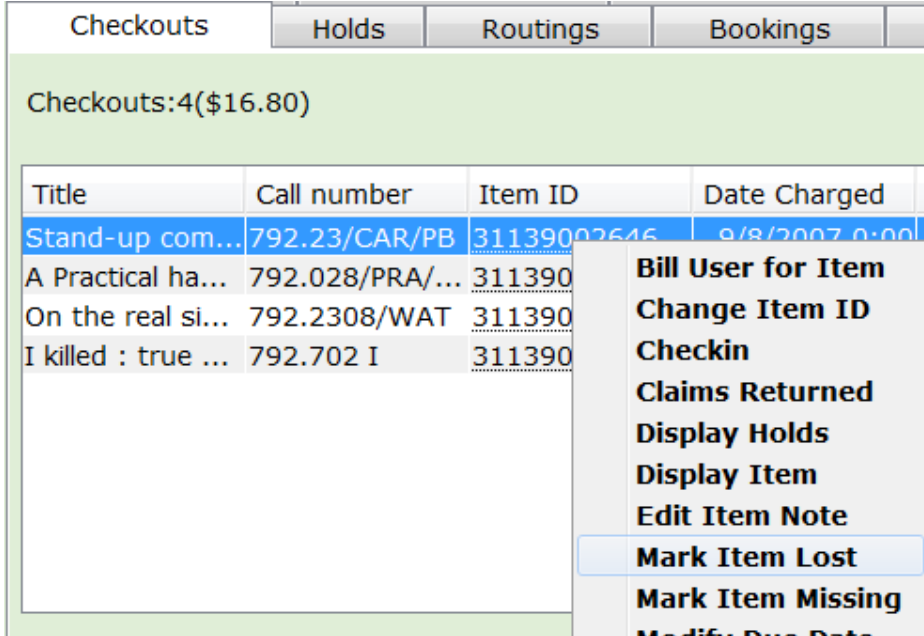 Checkouts Holds Routings Bookings
Checkouts:4($16.80)
Title Call number Item ID Date Charged
Stand-up com... 792.23/CAR/PB 31139002646 9/8/2007 0:00
A Practical ha... 792.028/PRA/... 311390
On the real si... 792.2308/WAT 311390
I killed : true ... 792.702 I 311390
Bill User for Item
Change Item ID
Checkin
Claims Returned
Display Holds
Display Item
Edit Item Note
Mark Item Lost
Mark Item Missing
Modify Due Date